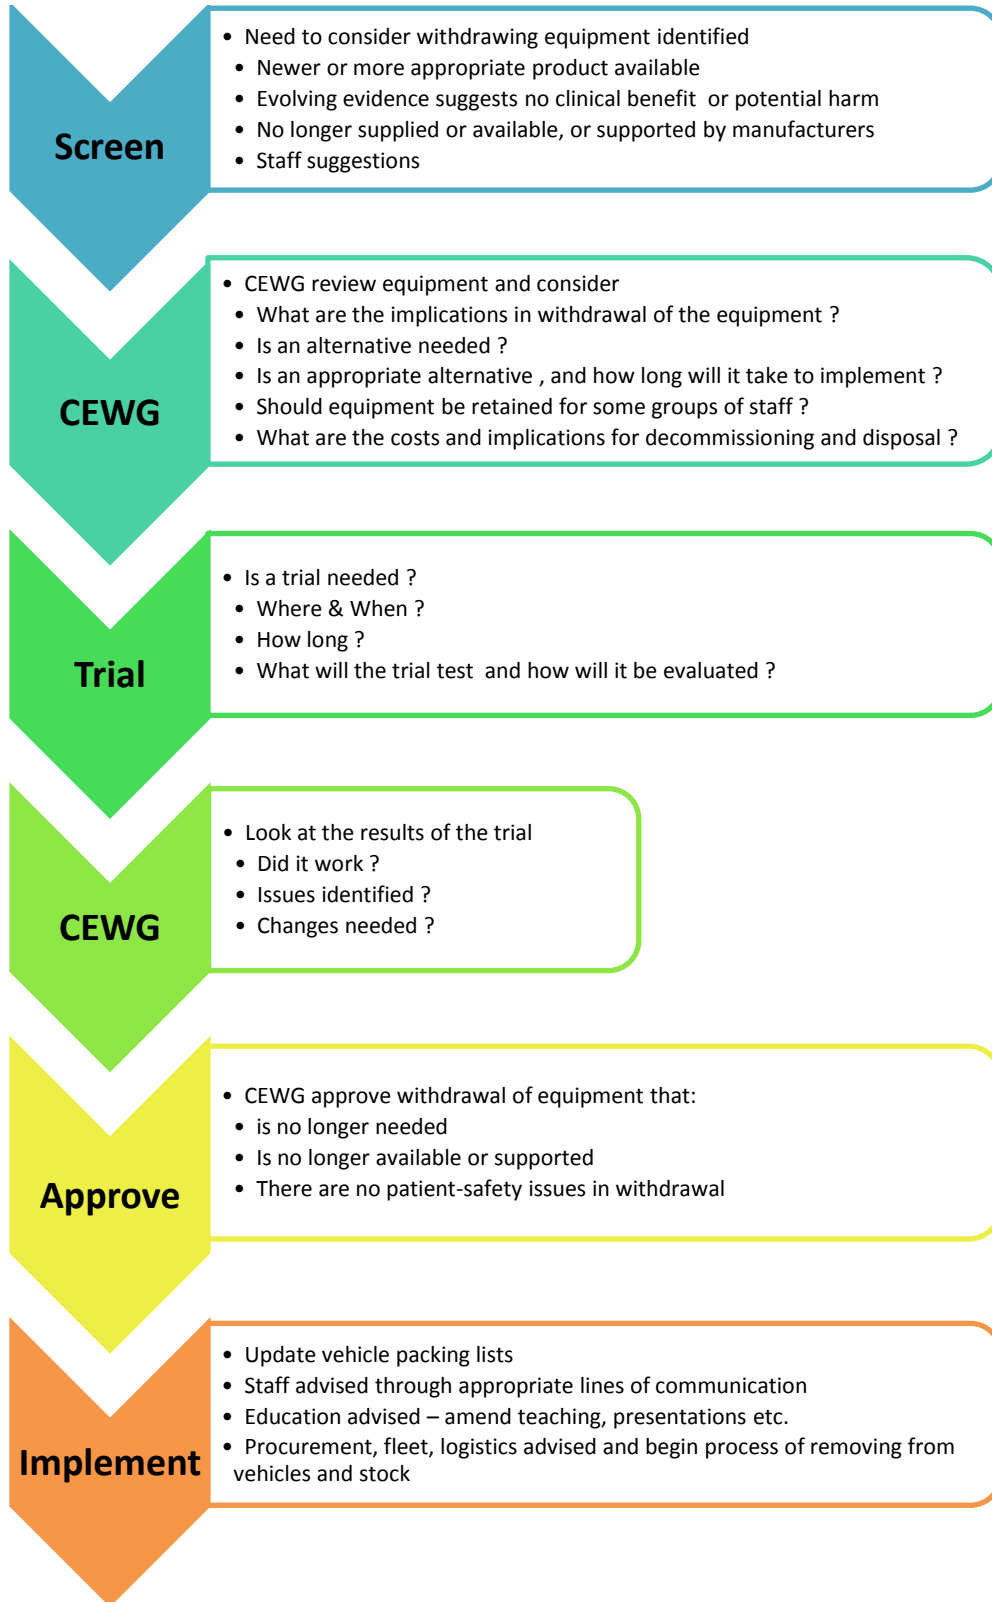 Screen
• Need to consider withdrawing equipment identified
• Newer or more appropriate product available
• Evolving evidence suggests no clinical benefit  or potential harm
• No longer supplied or available, or supported by manufacturers
• Staff suggestions
CEWG
• CEWG review equipment and consider
• What are the implications in withdrawal of the equipment ?
• Is an alternative needed ?
• Is an appropriate alternative , and how long will it take to implement ?
• Should equipment be retained for some groups of staff ?
• What are the costs and implications for decommissioning and disposal ?
Trial
• Is a trial needed ?
• Where & When ?
• How long ?
• What will the trial test  and how will it be evaluated ?
CEWG
• Look at the results of the trial
• Did it work ?
• Issues identified ?
• Changes needed ?
Approve
• CEWG approve withdrawal of equipment that:
• is no longer needed
• Is no longer available or supported
• There are no patient-safety issues in withdrawal
Implement
• Update vehicle packing lists
• Staff advised through appropriate lines of communication
• Education advised – amend teaching, presentations etc.
• Procurement, fleet, logistics advised and begin process of removing from
vehicles and stock